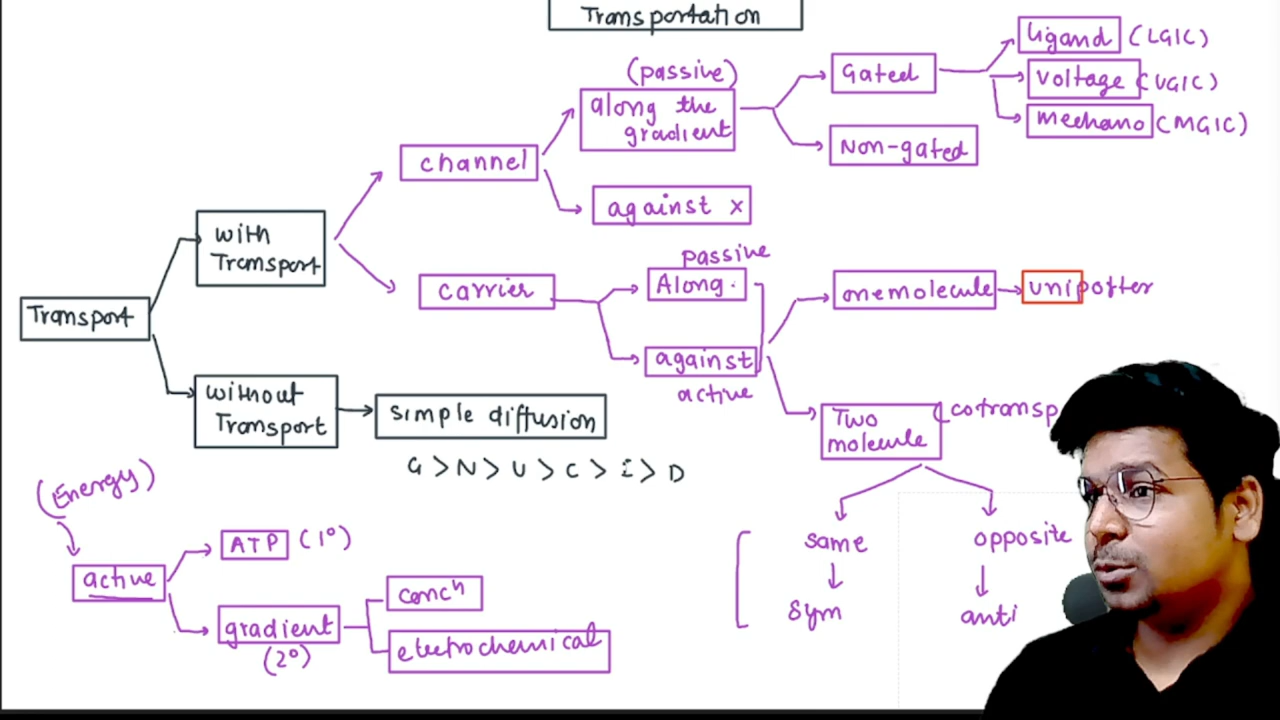 Transportation
Transport
with
Transport
without
Transport
simple diffusion
G > N > U > C > I > D
channel
(passive)
along the
gradient
against x
Gated
Non-gated
ligand (LGIC)
voltage (VGIC)
mechano (MGIC)
carrier
passive
Along.
against
active
one molecule
uniporter
Two
molecule
(cotransp
same
sym
opposite
anti
(Energy)
active
ATP (1°)
gradient
(2°)
concn
electrochemical